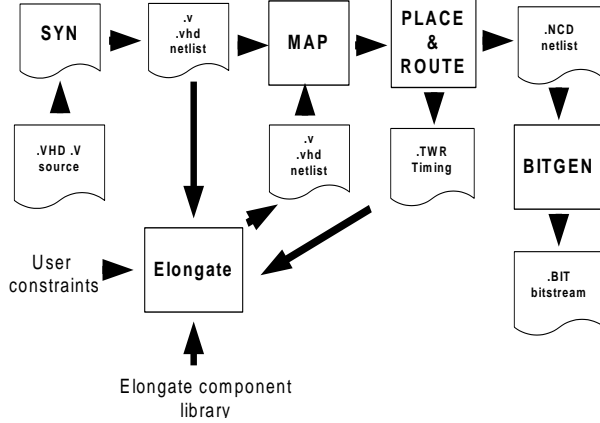 SYN
.v
.vhd
netlist
MAP
PLACE
&
ROUTE
.NCD
netlist
.VHD .V
source
.v
.vhd
netlist
.TWR
Timing
BITGEN
User
constraints
Elongate
.BIT
bitstream
Elongate component
library